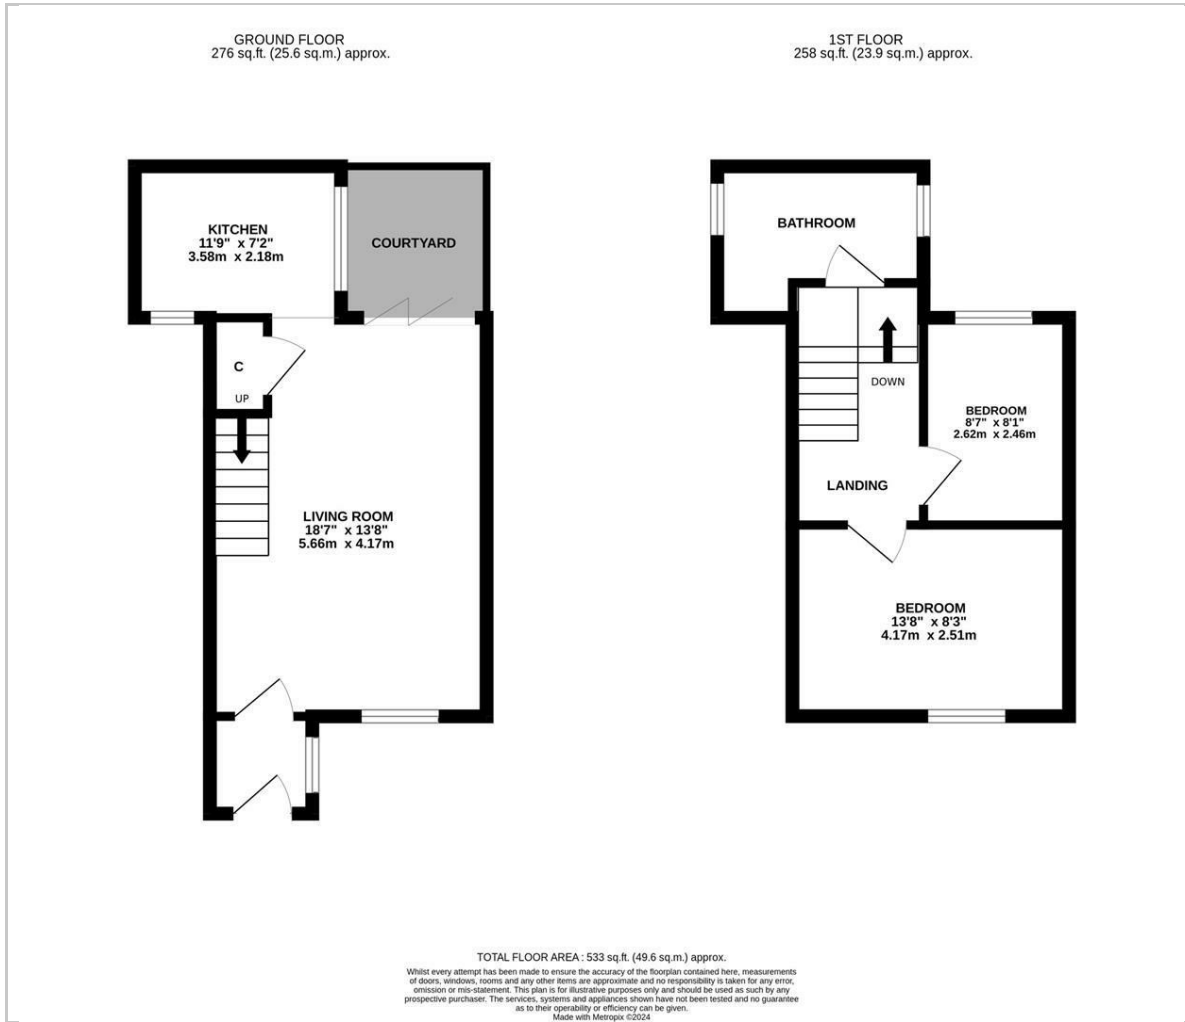 GROUND FLOOR
276 sq.ft. (25.6 sq.m.) approx.
1ST FLOOR
258 sq.ft. (23.9 sq.m.) approx.
KITCHEN
11'9" x 7'2"
3.58m x 2.18m
COURTYARD
C
UP
LIVING ROOM
18'7" x 13'8"
5.66m x 4.17m
BATHROOM
DOWN
BEDROOM
8'7" x 8'1"
2.62m x 2.46m
LANDING
BEDROOM
13'8" x 8'3"
4.17m x 2.51m
TOTAL FLOOR AREA : 533 sq.ft. (49.6 sq.m.) approx.
Whilst every attempt has been made to ensure the accuracy of the floorplan contained here, measurements
of doors, windows, rooms and any other items are approximate and no responsibility is taken for any error,
omission or mis-statement. This plan is for illustrative purposes only and should be used as such by any
prospective purchaser. The services, systems and appliances shown have not been tested and no guarantee
as to their operability or efficiency can be given.
Made with Metropix ©2024